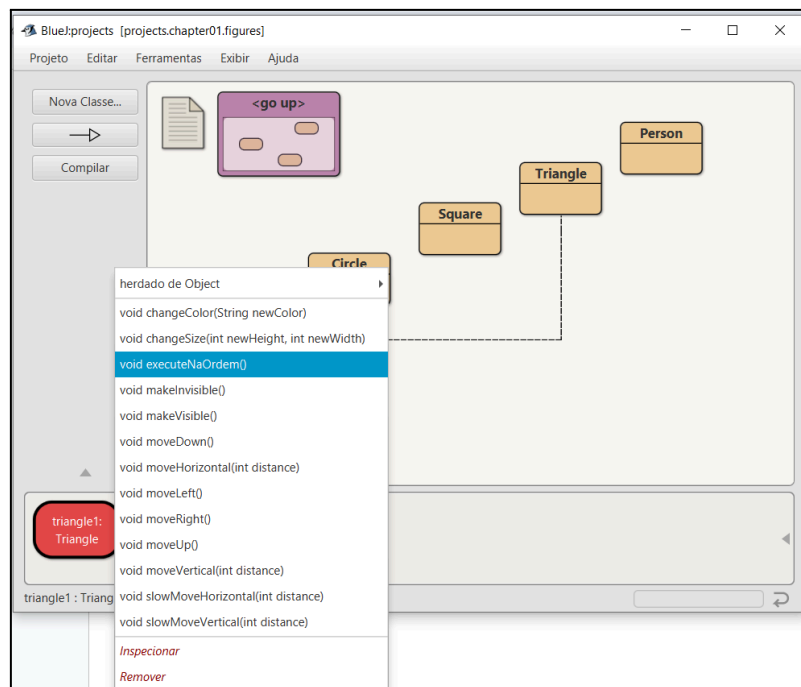 BlueJ:projects [projects.chapter01.figures]
Projeto Editar Ferramentas Exibir Ajuda
Nova Classe...
Compilar
<go up>
Person
Triangle
Square
Circle
herdado de Object
void changeColor(String newColor)
void changeSize(int newHeight, int newWidth)
void executeNaOrdem()
void makeInvisible()
void makeVisible()
void moveDown()
void moveHorizontal(int distance)
void moveLeft()
void moveRight()
void moveUp()
void moveVertical(int distance)
void slowMoveHorizontal(int distance)
void slowMoveVertical(int distance)
Inspecionar
Remover
triangle1:
Triangle
triangle1 : Triang